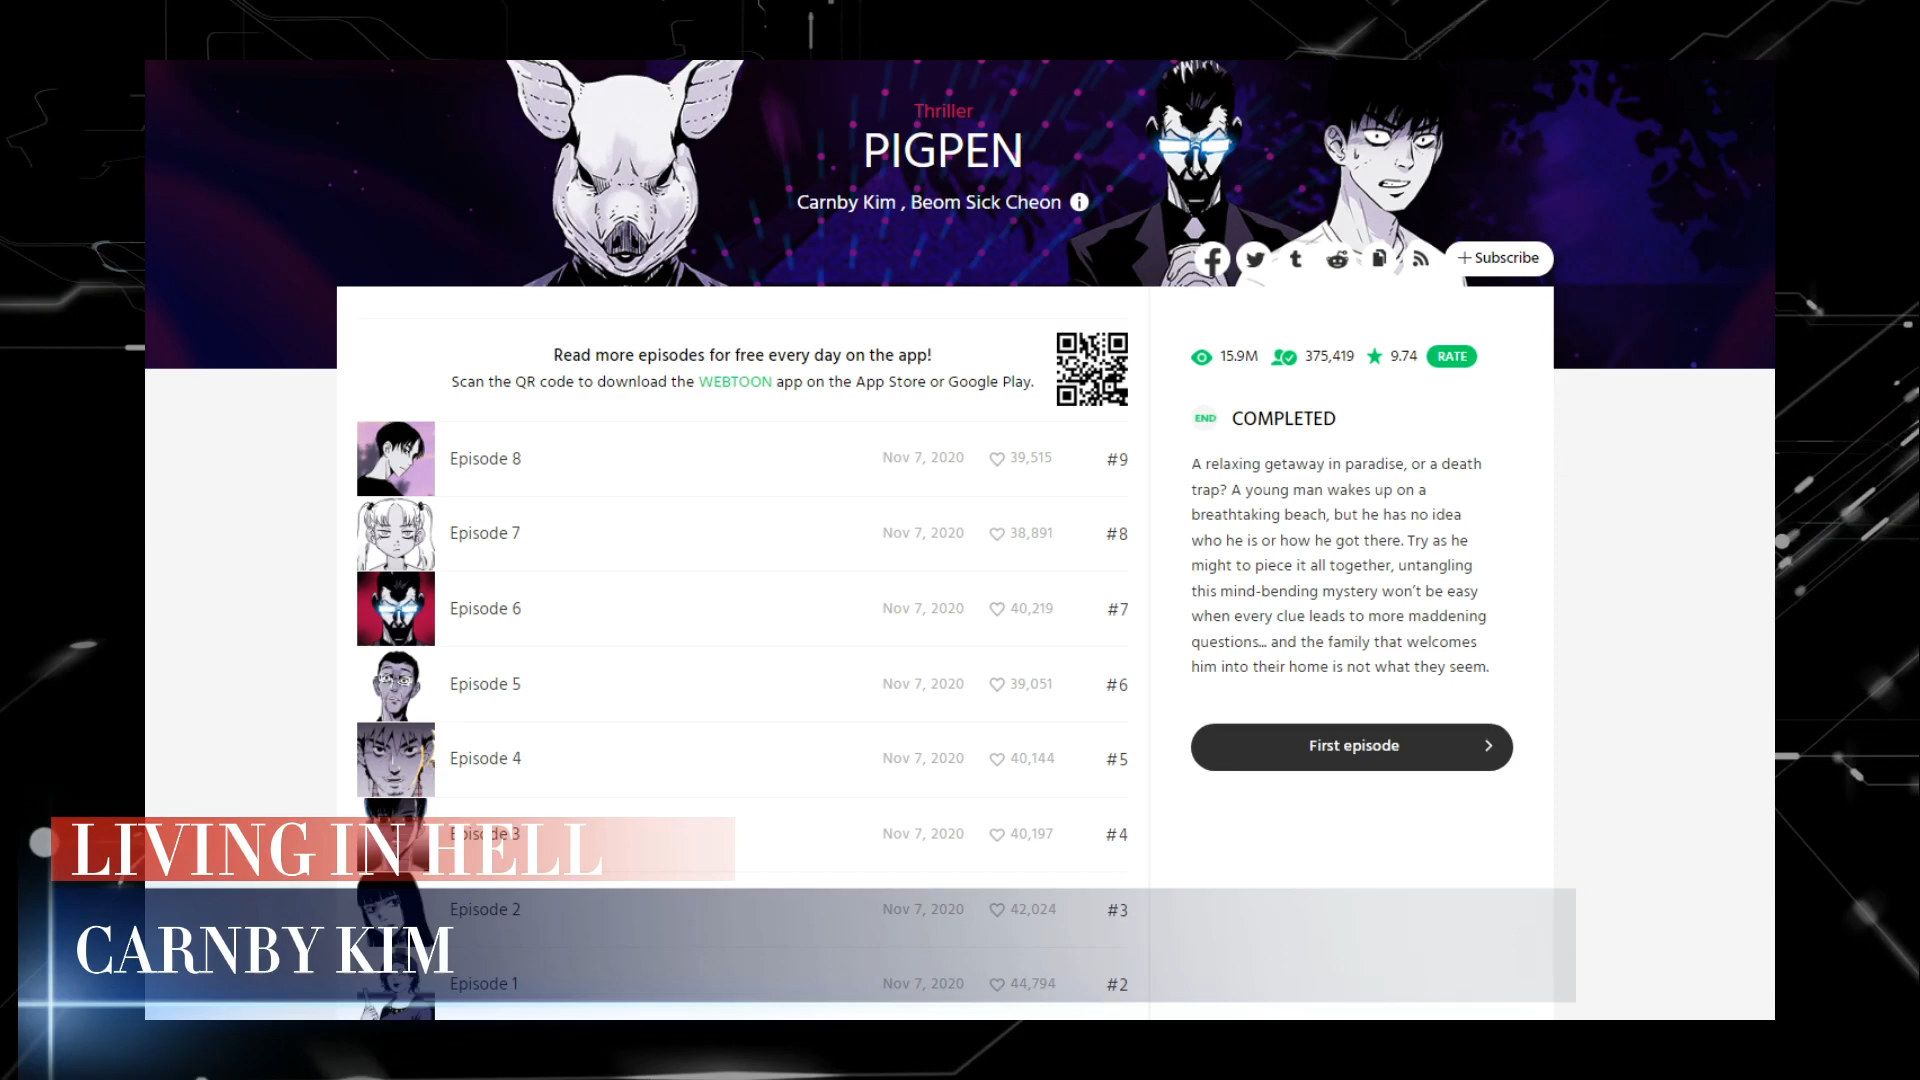 Thriller
PIGPEN
Carnby Kim , Beom Sick Cheon
+ Subscribe
Read more episodes for free every day on the app!
Scan the QR code to download the WEBTOON app on the App Store or Google Play.
15.9M 375,419 9.74 RATE
END COMPLETED
A relaxing getaway in paradise, or a death
trap? A young man wakes up on a
breathtaking beach, but he has no idea
who he is or how he got there. Try as he
might to piece it all together, untangling
this mind-bending mystery won’t be easy
when every clue leads to more maddening
questions... and the family that welcomes
him into their home is not what they seem.
First episode
Episode 8 Nov 7, 2020 39,515 #9
Episode 7 Nov 7, 2020 38,891 #8
Episode 6 Nov 7, 2020 40,219 #7
Episode 5 Nov 7, 2020 39,051 #6
Episode 4 Nov 7, 2020 40,144 #5
Episode 3 Nov 7, 2020 40,197 #4
Episode 2 Nov 7, 2020 42,024 #3
Episode 1 Nov 7, 2020 44,794 #2
LIVING IN HELL
CARNBY KIM